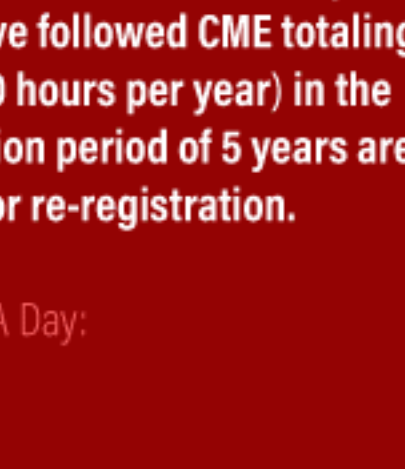 ve followed CME totaling
0 hours per year) in the
ion period of 5 years are
or re-registration.
A Day: